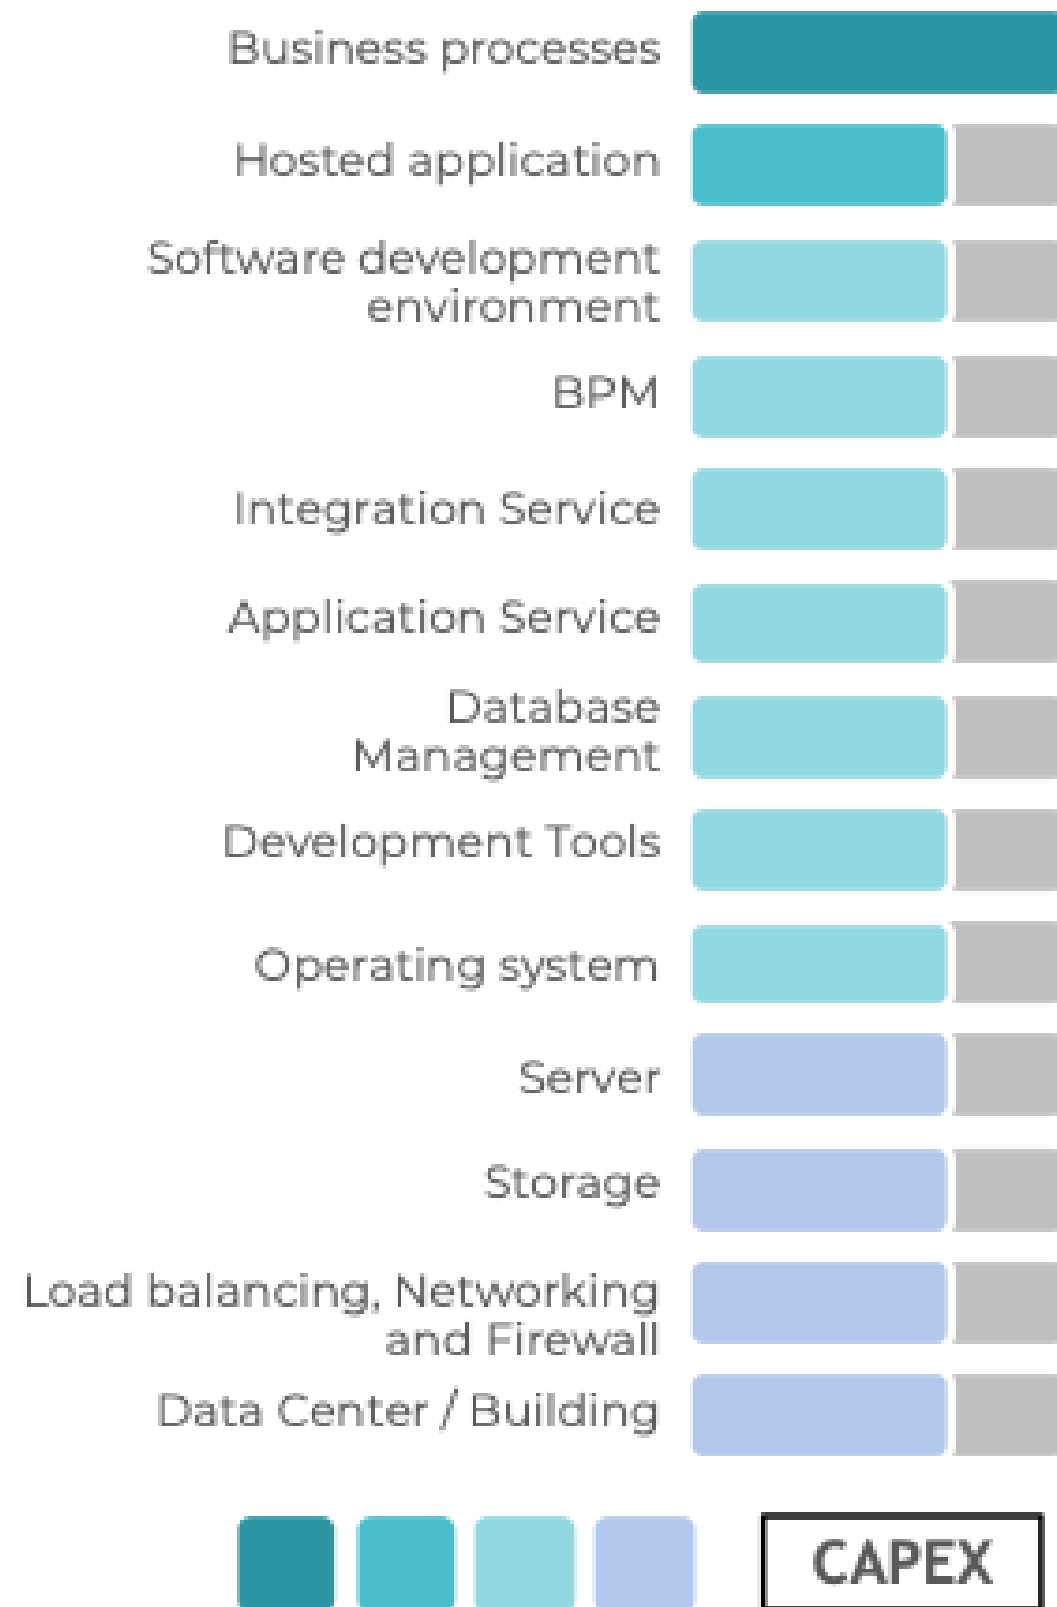 Business processes
Hosted application
Software development
environment
BPM
Integration Service
Application Service
Database
Management
Development Tools
Operating system
Server
Storage
Load balancing, Networking
and Firewall
Data Center / Building
CAPEX